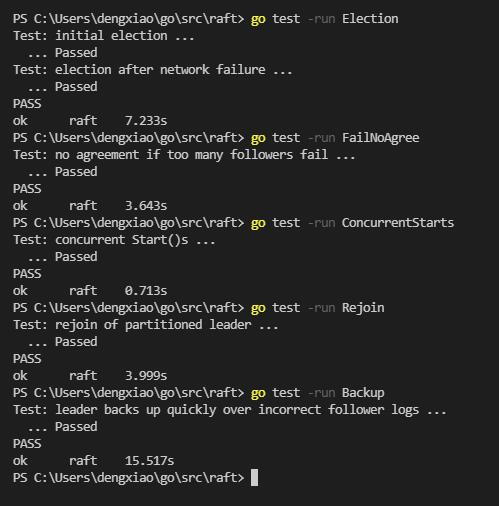 PS C:\Users\dengxiao\go\src\raft> go test -run Election
Test: initial election ...
  ... Passed
Test: election after network failure ...
  ... Passed
PASS
ok      raft    7.233s
PS C:\Users\dengxiao\go\src\raft> go test -run FailNoAgree
Test: no agreement if too many followers fail ...
  ... Passed
PASS
ok      raft    3.643s
PS C:\Users\dengxiao\go\src\raft> go test -run ConcurrentStarts
Test: concurrent Start()s ...
  ... Passed
PASS
ok      raft    0.713s
PS C:\Users\dengxiao\go\src\raft> go test -run Rejoin
Test: rejoin of partitioned leader ...
  ... Passed
PASS
ok      raft    3.999s
PS C:\Users\dengxiao\go\src\raft> go test -run Backup
Test: leader backs up quickly over incorrect follower logs ...
  ... Passed
PASS
ok      raft    15.517s
PS C:\Users\dengxiao\go\src\raft>